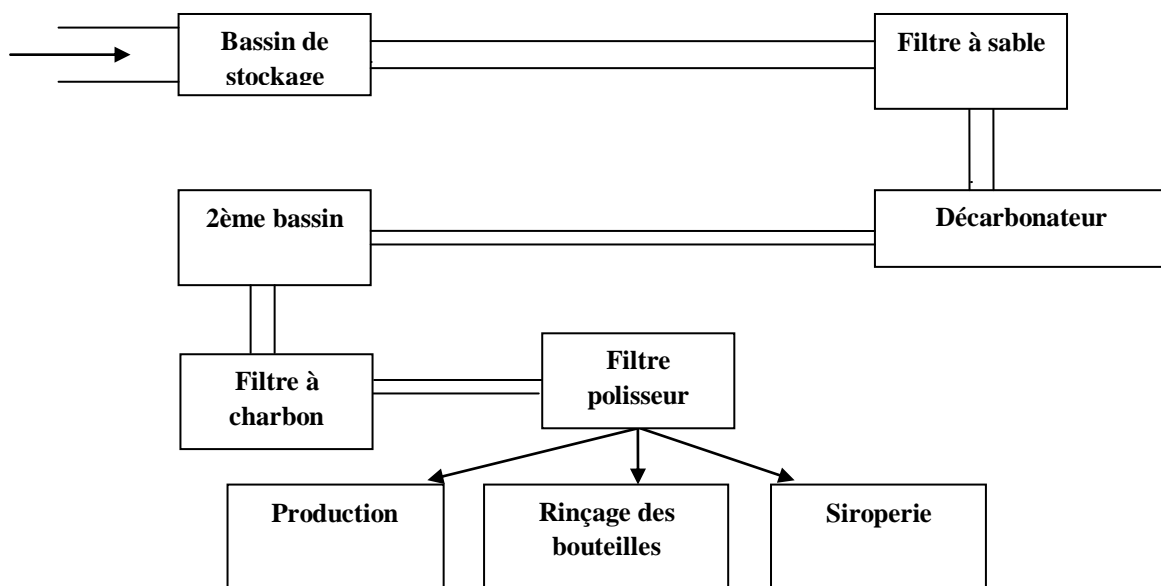 Bassin de
stockage
Filtre à sable
2ème bassin
Décarbonateur
Filtre à
charbon
Filtre
polisseur
Production
Rinçage des
bouteilles
Siroperie